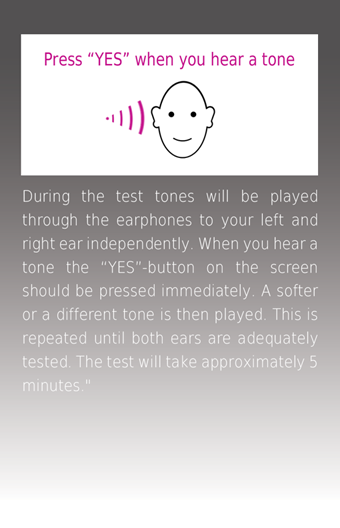 Press “YES” when you hear a tone
During the test tones will be played
through the earphones to your left and
right ear independently. When you hear a
tone the “YES”-button on the screen
should be pressed immediately. A softer
or a different tone is then played. This is
repeated until both ears are adequately
tested. The test will take approximately 5
minutes."